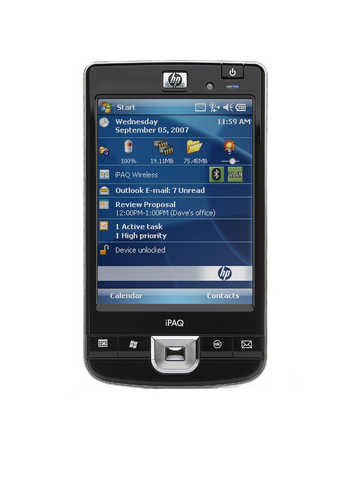 hp
Start
Wednesday 11:59 AM
September 05, 2007
100% 19.11MB 75.45MB
iPAQ Wireless
Outlook E-mail: 7 Unread
Review Proposal
12:00PM-1:00PM (Dave's office)
1 Active task
1 High priority
Device unlocked
hp
Calendar Contacts
iPAQ
ok